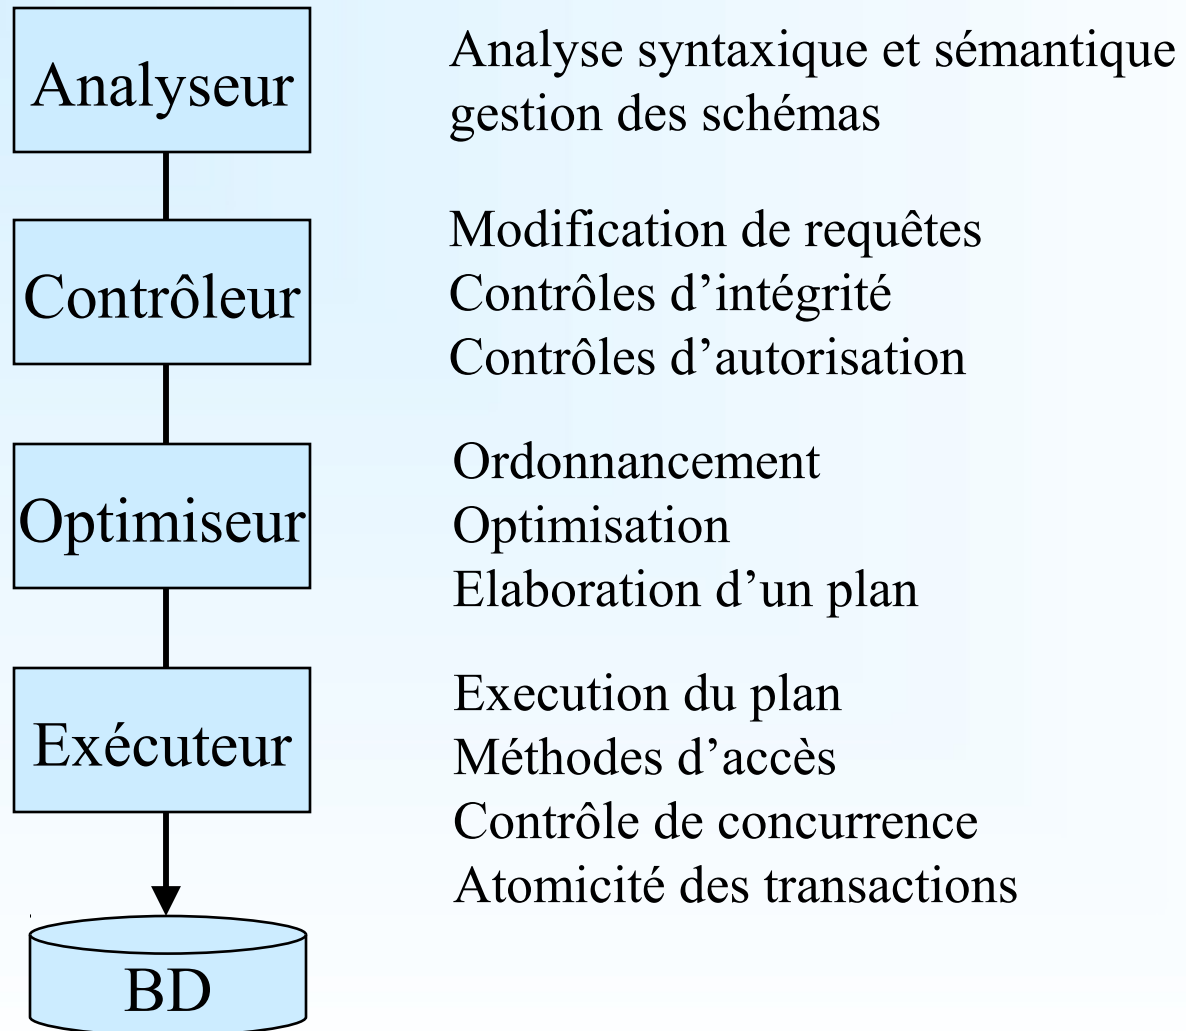 Analyseur
Analyse syntaxique et sémantique
gestion des schémas
Contrôleur
Modification de requêtes
Contrôles d’intégrité
Contrôles d’autorisation
Optimiseur
Ordonnancement
Optimisation
Elaboration d’un plan
Exécuteur
Execution du plan
Méthodes d’accès
Contrôle de concurrence
Atomicité des transactions
BD